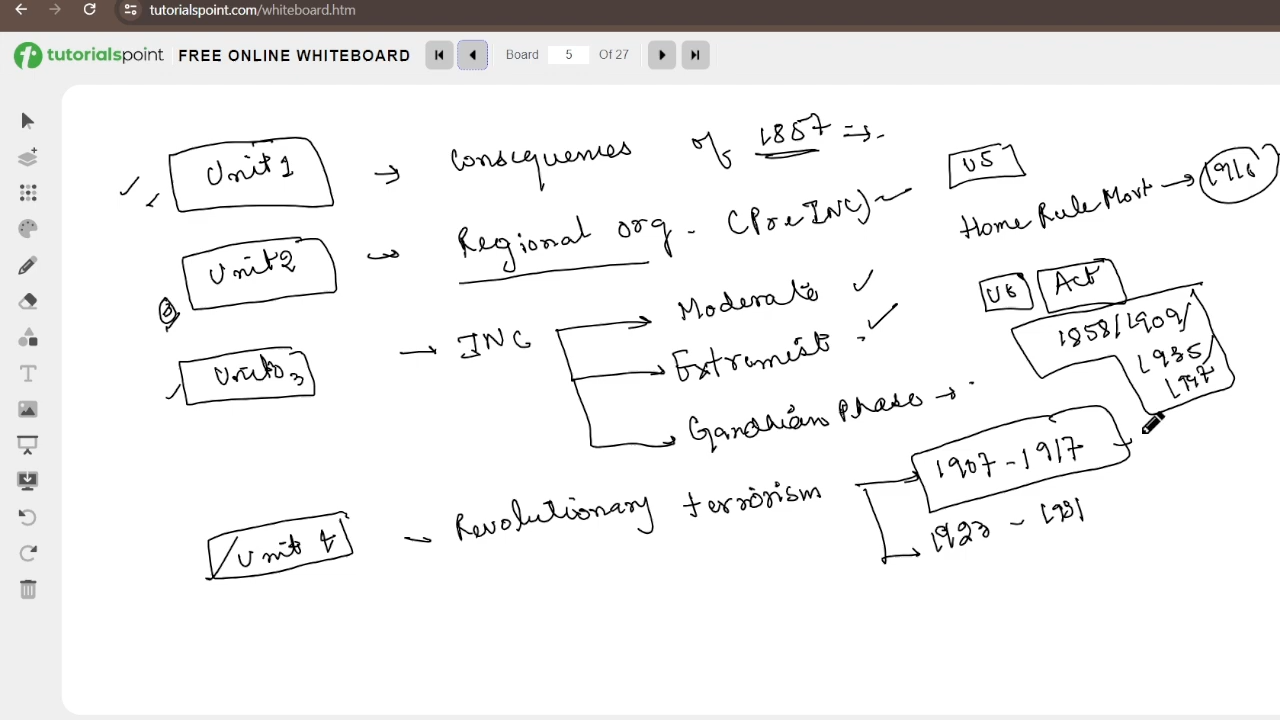 tutorialspoint.com/whiteboard.htm
tutorialspoint FREE ONLINE WHITEBOARD Board 5 Of 27
Unit 1 → Consequences of 1857 ⇒
Unit 2 → Regional org. (Pre INC)
Unit 3 → INC
Moderate ✓
Extremist ✓
Gandhian Phase →
Unit 4 → Revolutionary terrorism
1907 - 1917
1923 - 1931
U5
Home Rule Movt → 1916
U6 Act
1858/1909/
1935/
1947